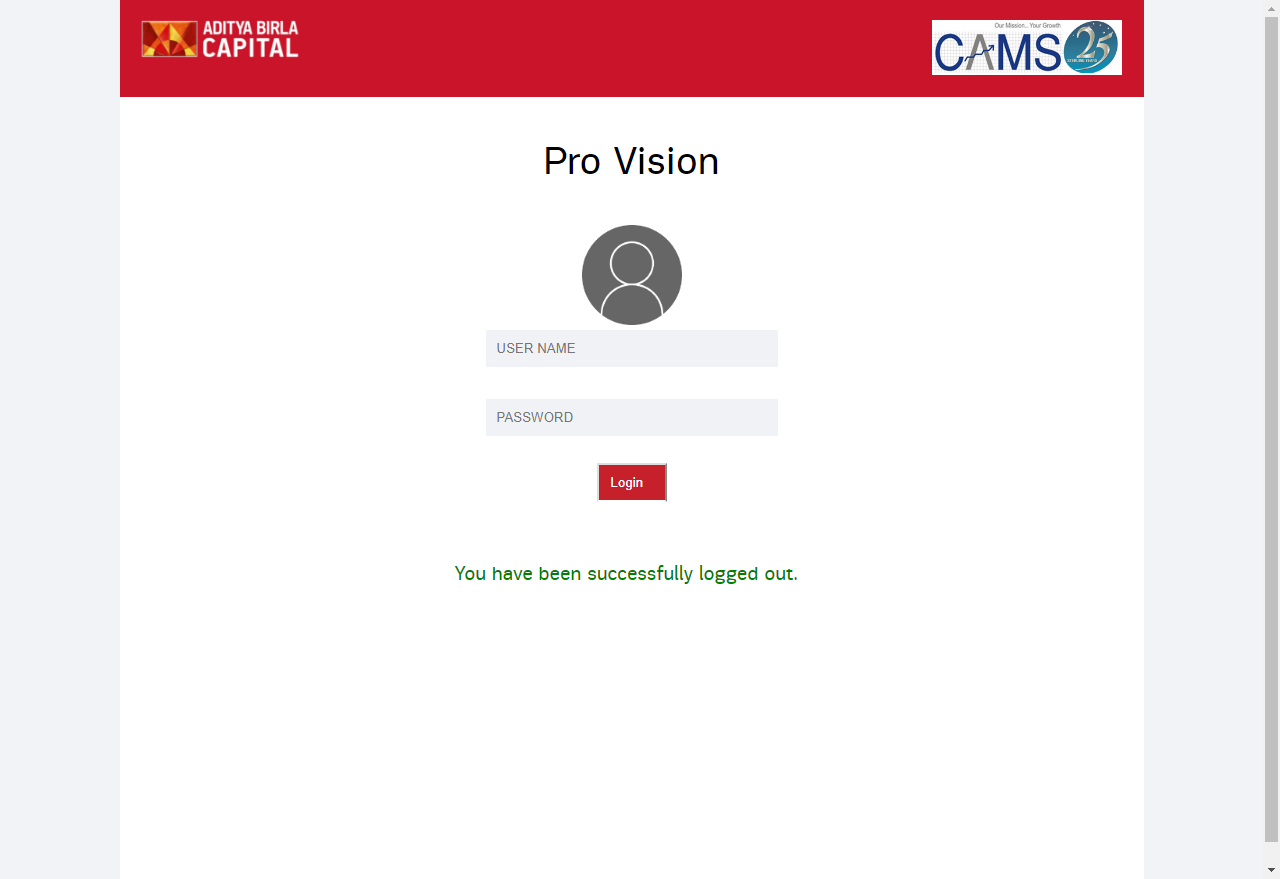 ADITYA BIRLA
CAPITAL
Our Mission... Your Growth
CAMS 25
Pro Vision
USER NAME
PASSWORD
Login
You have been successfully logged out.